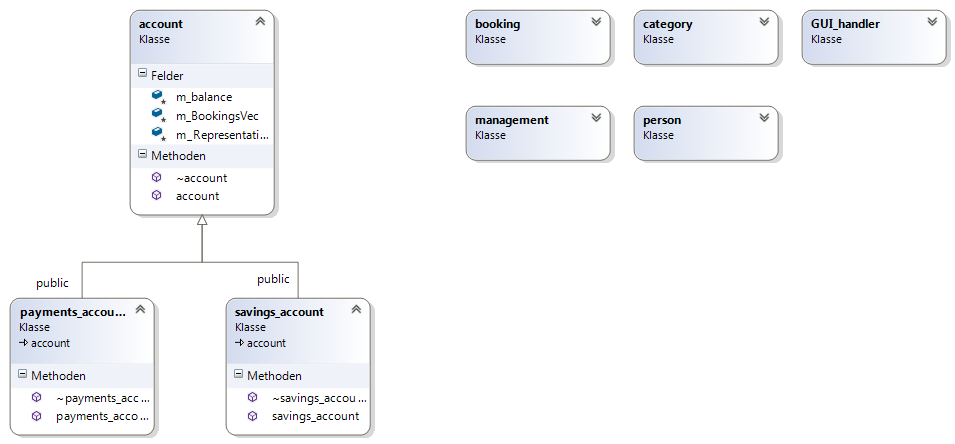 account
Klasse
Felder
m_balance
m_BookingsVec
m_Representati...
Methoden
~account
account
public
public
payments_accou...
Klasse
account
Methoden
~payments_acc...
payments_acco...
savings_account
Klasse
account
Methoden
~savings_accou...
savings_account
booking
Klasse
category
Klasse
GUI_handler
Klasse
management
Klasse
person
Klasse